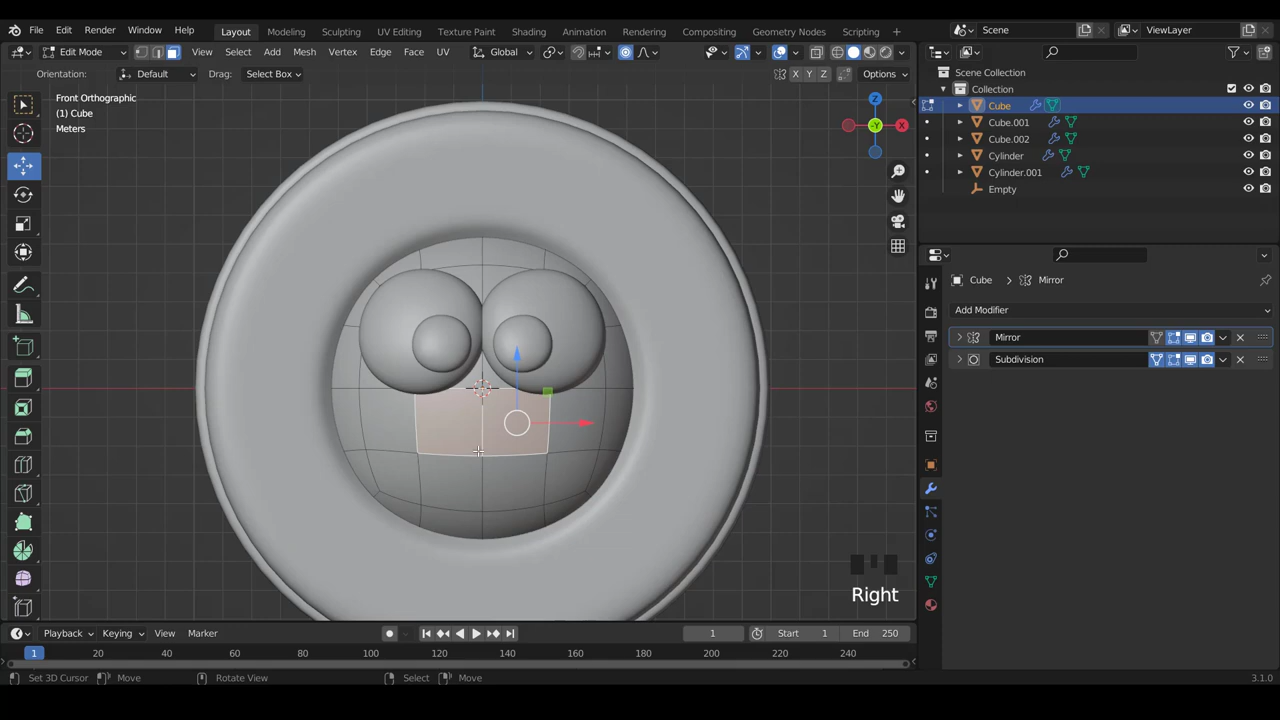 File Edit Render Window Help Layout Modeling Sculpting UV Editing Texture Paint Shading Animation Rendering Compositing Geometry Nodes Scripting Scene ViewLayer
Edit Mode View Select Add Mesh Vertex Edge Face UV Global
Orientation: Default Drag: Select Box X Y Z Options
Front Orthographic
(1) Cube
Meters
Z
-Y
X
Scene Collection
Collection
Cube
Cube.001
Cube.002
Cylinder
Cylinder.001
Empty
Cube Mirror
Add Modifier
Mirror
Subdivision
Right
Playback Keying View Marker 1 Start 1 End 250
1 20 40 60 80 100 120 140 160 180 200 220 240
Set 3D Cursor Move Rotate View Select Move 3.1.0